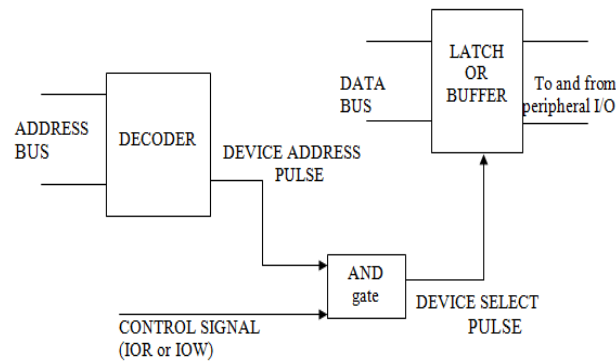 ADDRESS
BUS
DECODER
DEVICE ADDRESS
PULSE
DATA
BUS
LATCH
OR
BUFFER
To and from
peripheral I/O
AND
gate
CONTROL SIGNAL
(IOR or IOW)
DEVICE SELECT
PULSE